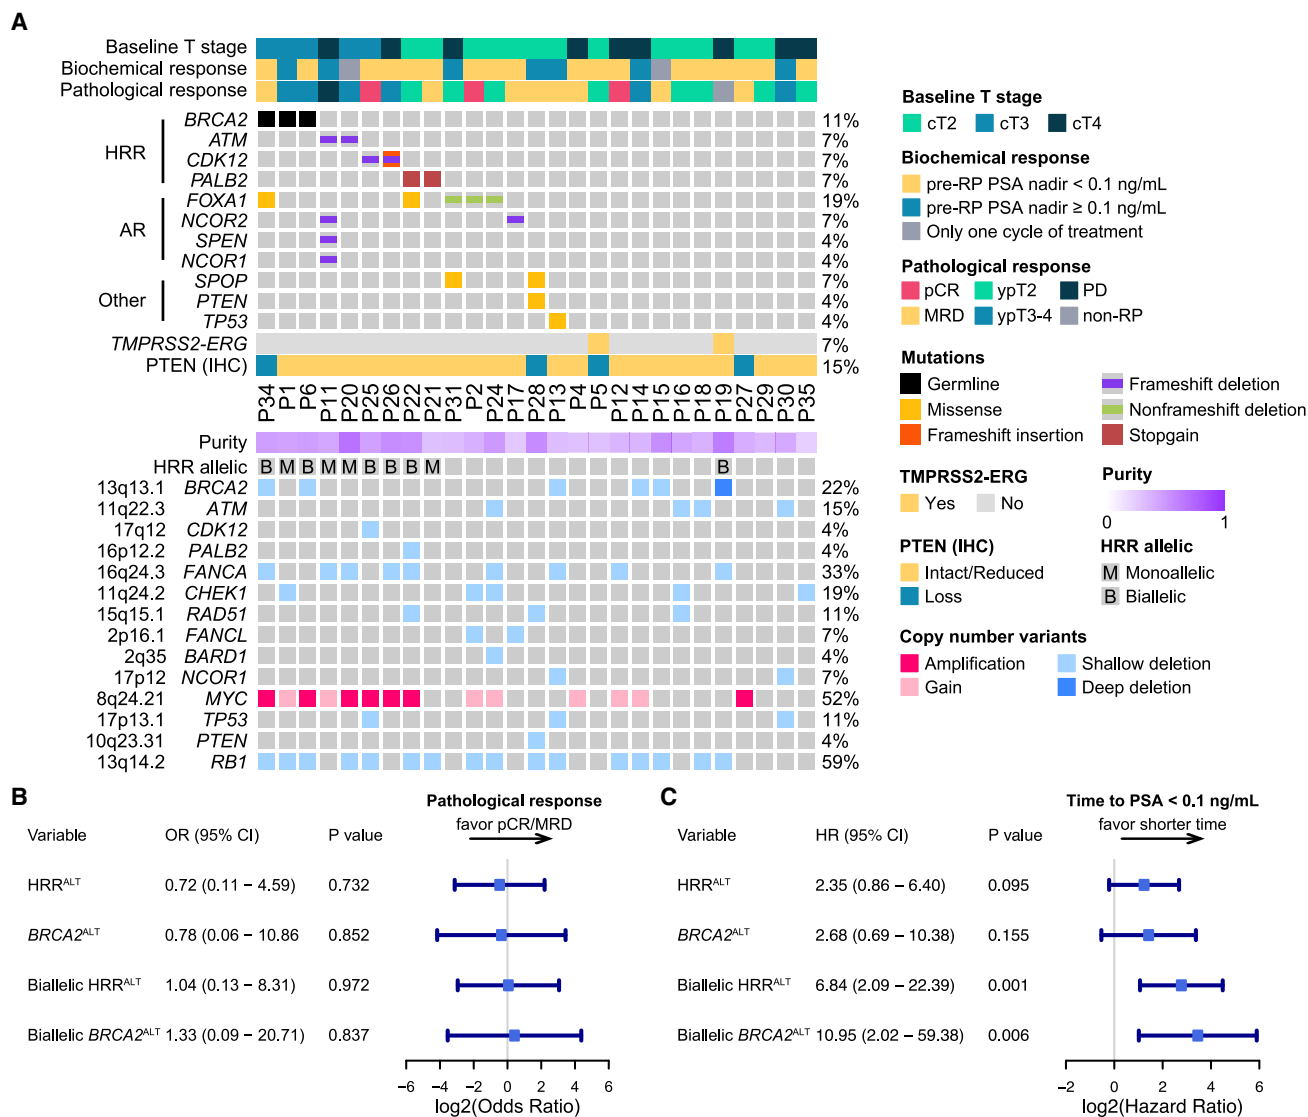 A
Baseline T stage
Biochemical response
Pathological response
HRR
BRCA2 11%
ATM 7%
CDK12 7%
PALB2 7%
AR
FOXA1 19%
NCOR2 7%
SPEN 4%
NCOR1 4%
Other
SPOP 7%
PTEN 4%
TP53 4%
TMPRSS2-ERG 7%
PTEN (IHC) 15%
P34 P1 P6 P11 P20 P25 P26 P22 P21 P31 P2 P24 P17 P28 P13 P4 P5 P12 P14 P15 P16 P18 P19 P27 P29 P30 P35
Purity
HRR allelic B M B M M B B B M B
13q13.1 BRCA2 22%
11q22.3 ATM 15%
17q12 CDK12 4%
16p12.2 PALB2 4%
16q24.3 FANCA 33%
11q24.2 CHEK1 19%
15q15.1 RAD51 11%
2p16.1 FANCL 7%
2q35 BARD1 4%
17p12 NCOR1 7%
8q24.21 MYC 52%
17p13.1 TP53 11%
10q23.31 PTEN 4%
13q14.2 RB1 59%
Baseline T stage
cT2 cT3 cT4
Biochemical response
pre-RP PSA nadir < 0.1 ng/mL
pre-RP PSA nadir ≥ 0.1 ng/mL
Only one cycle of treatment
Pathological response
pCR ypT2 PD
MRD ypT3-4 non-RP
Mutations
Germline Frameshift deletion
Missense Nonframeshift deletion
Frameshift insertion Stopgain
TMPRSS2-ERG Purity
Yes No
0 1
PTEN (IHC) HRR allelic
Intact/Reduced M Monoallelic
Loss B Biallelic
Copy number variants
Amplification Shallow deletion
Gain Deep deletion
B
Pathological response
Variable OR (95% CI) P value favor pCR/MRD
HRRALT 0.72 (0.11 – 4.59) 0.732
BRCA2ALT 0.78 (0.06 – 10.86 0.852
Biallelic HRRALT 1.04 (0.13 – 8.31) 0.972
Biallelic BRCA2ALT 1.33 (0.09 – 20.71) 0.837
−6 −4 −2 0 2 4 6
log2(Odds Ratio)
C
Time to PSA < 0.1 ng/mL
Variable HR (95% CI) P value favor shorter time
HRRALT 2.35 (0.86 – 6.40) 0.095
BRCA2ALT 2.68 (0.69 – 10.38) 0.155
Biallelic HRRALT 6.84 (2.09 – 22.39) 0.001
Biallelic BRCA2ALT 10.95 (2.02 – 59.38) 0.006
−2 0 2 4 6
log2(Hazard Ratio)